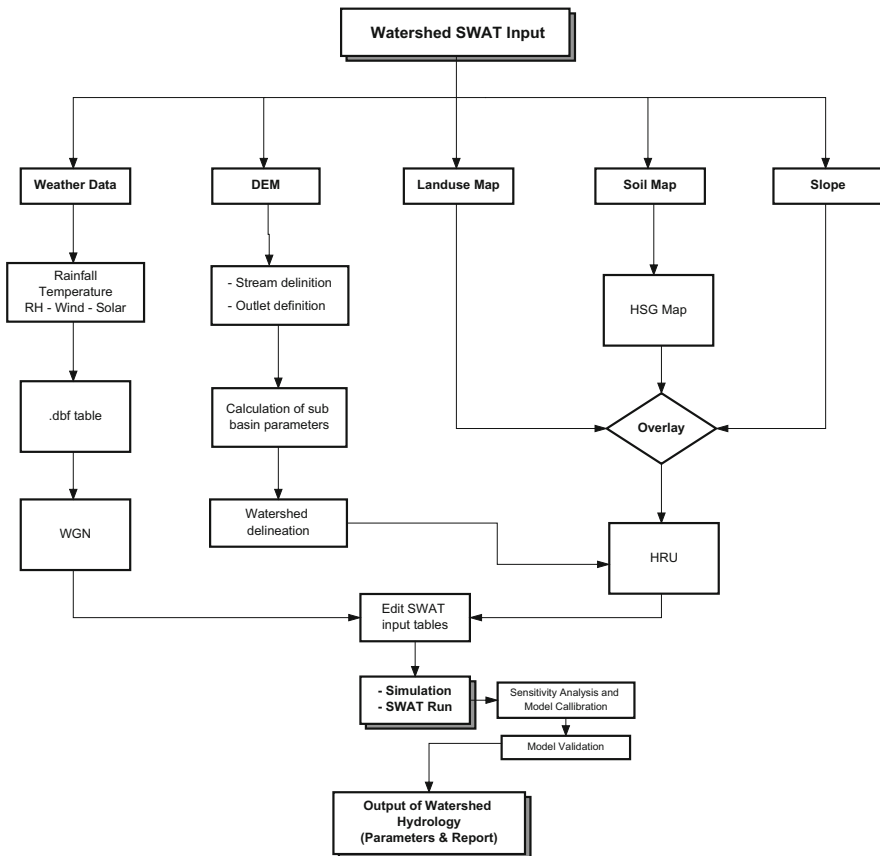 Watershed SWAT Input
Weather Data
DEM
Landuse Map
Soil Map
Slope
Rainfall
Temperature
RH - Wind - Solar
- Stream delinition
- Outlet definition
HSG Map
.dbf table
Calculation of sub
basin parameters
Overlay
WGN
Watershed
delineation
HRU
Edit SWAT
input tables
- Simulation
- SWAT Run
Sensitivity Analysis and
Model Callibration
Model Validation
Output of Watershed
Hydrology
(Parameters & Report)